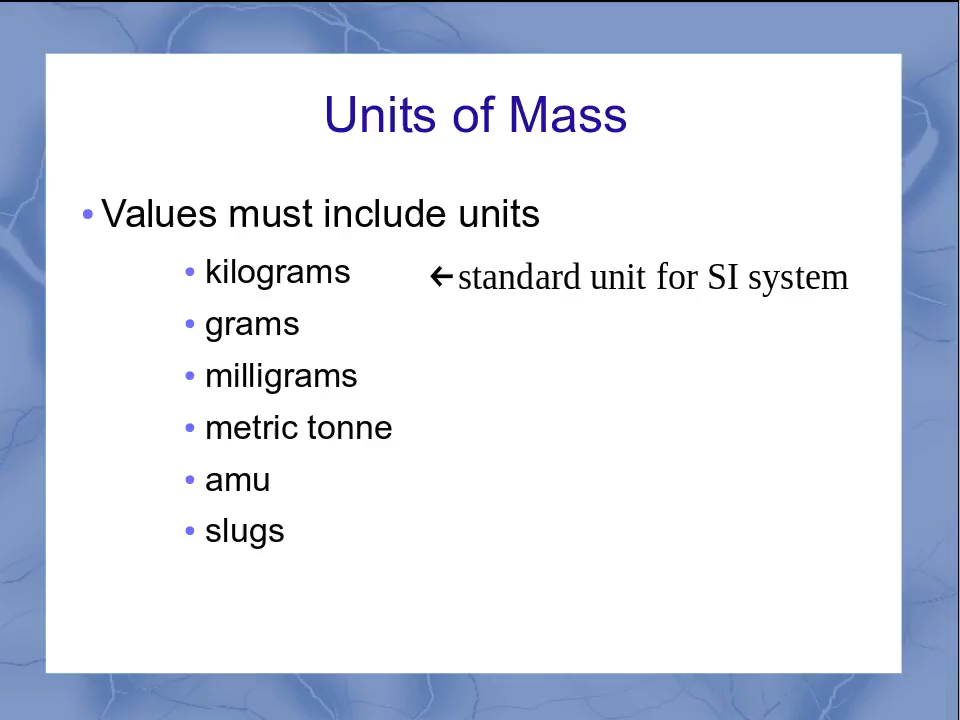 Units of Mass
• Values must include units
• kilograms ←standard unit for SI system
• grams
• milligrams
• metric tonne
• amu
• slugs